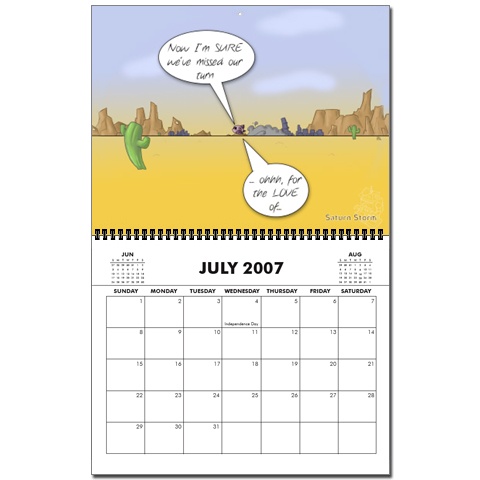 Now I'm SURE
we've missed our
turn
... ohhh, for
the LOVE
of...
Saturn Storm
JUN
JULY 2007
AUG
SUNDAY MONDAY TUESDAY WEDNESDAY THURSDAY FRIDAY SATURDAY
1 2 3 4 5 6 7
Independence Day
8 9 10 11 12 13 14
15 16 17 18 19 20 21
22 23 24 25 26 27 28
29 30 31